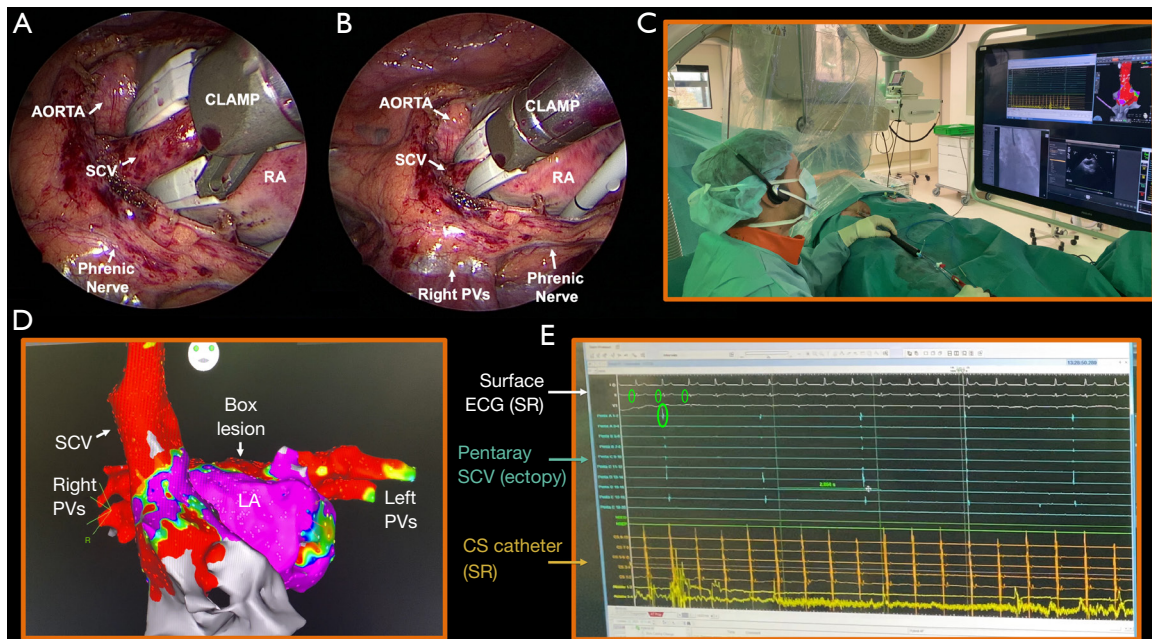 A
AORTA
CLAMP
SCV
RA
Phrenic
Nerve
B
AORTA
CLAMP
SCV
RA
Right PVs
Phrenic
Nerve
C
D
SCV
Box
lesion
Right
PVs
LA
Left
PVs
R
E
Surface
ECG (SR)
Pentaray
SCV (ectopy)
CS catheter
(SR)